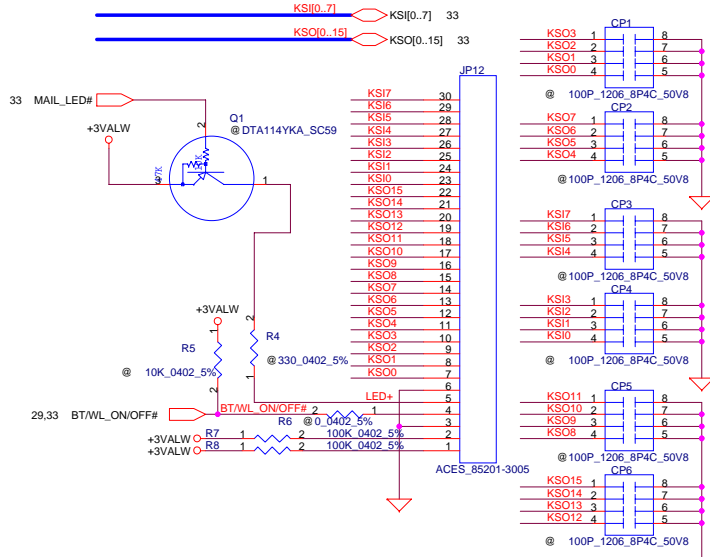 KSI[0..7] KSI[0..7] 33
KSO[0..15] KSO[0..15] 33
33 MAIL_LED#
+3VALW
2
Q1
@ DTA114YKA_SC59
47K
1
+3VALW
1
R5
@ 10K_0402_5%
2
2
R4
@ 330_0402_5%
1
29,33 BT/WL_ON/OFF#
BT/WL_ON/OFF# 2 1
R6 @ 0_0402_5%
+3VALW R7 1 2 100K_0402_5%
+3VALW R8 1 2 100K_0402_5%
LED+
JP12
KSI7 30
KSI6 29
KSI5 28
KSI4 27
KSI3 26
KSI2 25
KSI1 24
KSI0 23
KSO15 22
KSO14 21
KSO13 20
KSO12 19
KSO11 18
KSO10 17
KSO9 16
KSO8 15
KSO7 14
KSO6 13
KSO5 12
KSO4 11
KSO3 10
KSO2 9
KSO1 8
KSO0 7
6
5
4
3
2
1
ACES_85201-3005
CP1
KSO3 1 8
KSO2 2 7
KSO1 3 6
KSO0 4 5
@ 100P_1206_8P4C_50V8
CP2
KSO7 1 8
KSO6 2 7
KSO5 3 6
KSO4 4 5
@ 100P_1206_8P4C_50V8
CP3
KSI7 1 8
KSI6 2 7
KSI5 3 6
KSI4 4 5
@ 100P_1206_8P4C_50V8
CP4
KSI3 1 8
KSI2 2 7
KSI1 3 6
KSI0 4 5
@ 100P_1206_8P4C_50V8
CP5
KSO11 1 8
KSO10 2 7
KSO9 3 6
KSO8 4 5
@ 100P_1206_8P4C_50V8
CP6
KSO15 1 8
KSO14 2 7
KSO13 3 6
KSO12 4 5
@ 100P_1206_8P4C_50V8